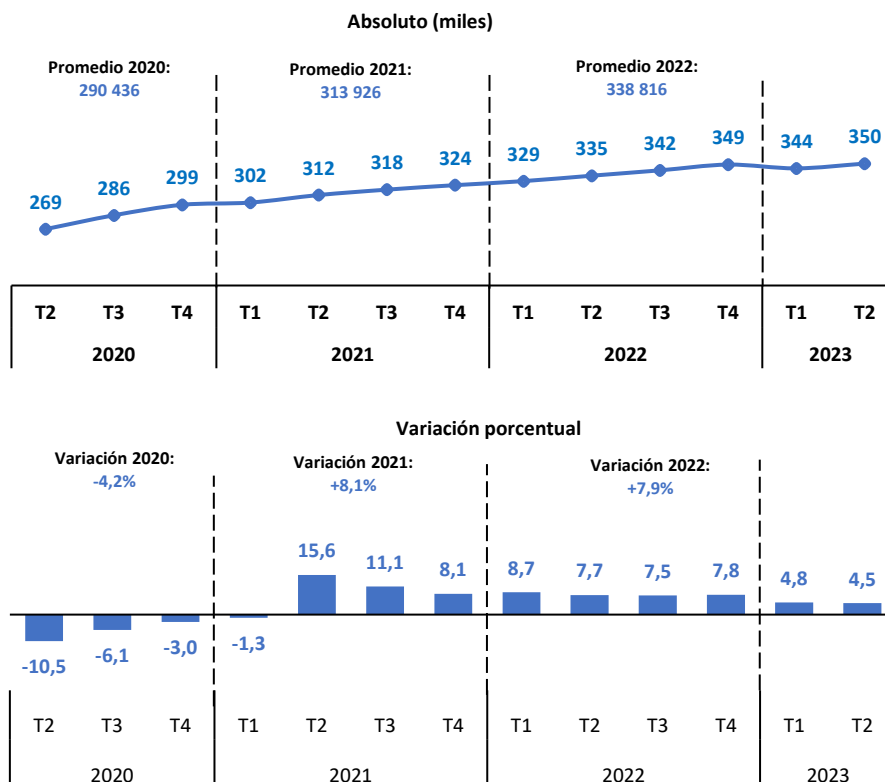 Absoluto (miles)
Promedio 2020: Promedio 2021: Promedio 2022:
290 436 313 926 338 816
269 286 299 302 312 318 324 329 335 342 349 344 350
T2 T3 T4 T1 T2 T3 T4 T1 T2 T3 T4 T1 T2
2020 2021 2022 2023
Variación porcentual
Variación 2020: Variación 2021: Variación 2022:
-4,2% +8,1% +7,9%
-10,5 -6,1 -3,0 -1,3 15,6 11,1 8,1 8,7 7,7 7,5 7,8 4,8 4,5
T2 T3 T4 T1 T2 T3 T4 T1 T2 T3 T4 T1 T2
2020 2021 2022 2023